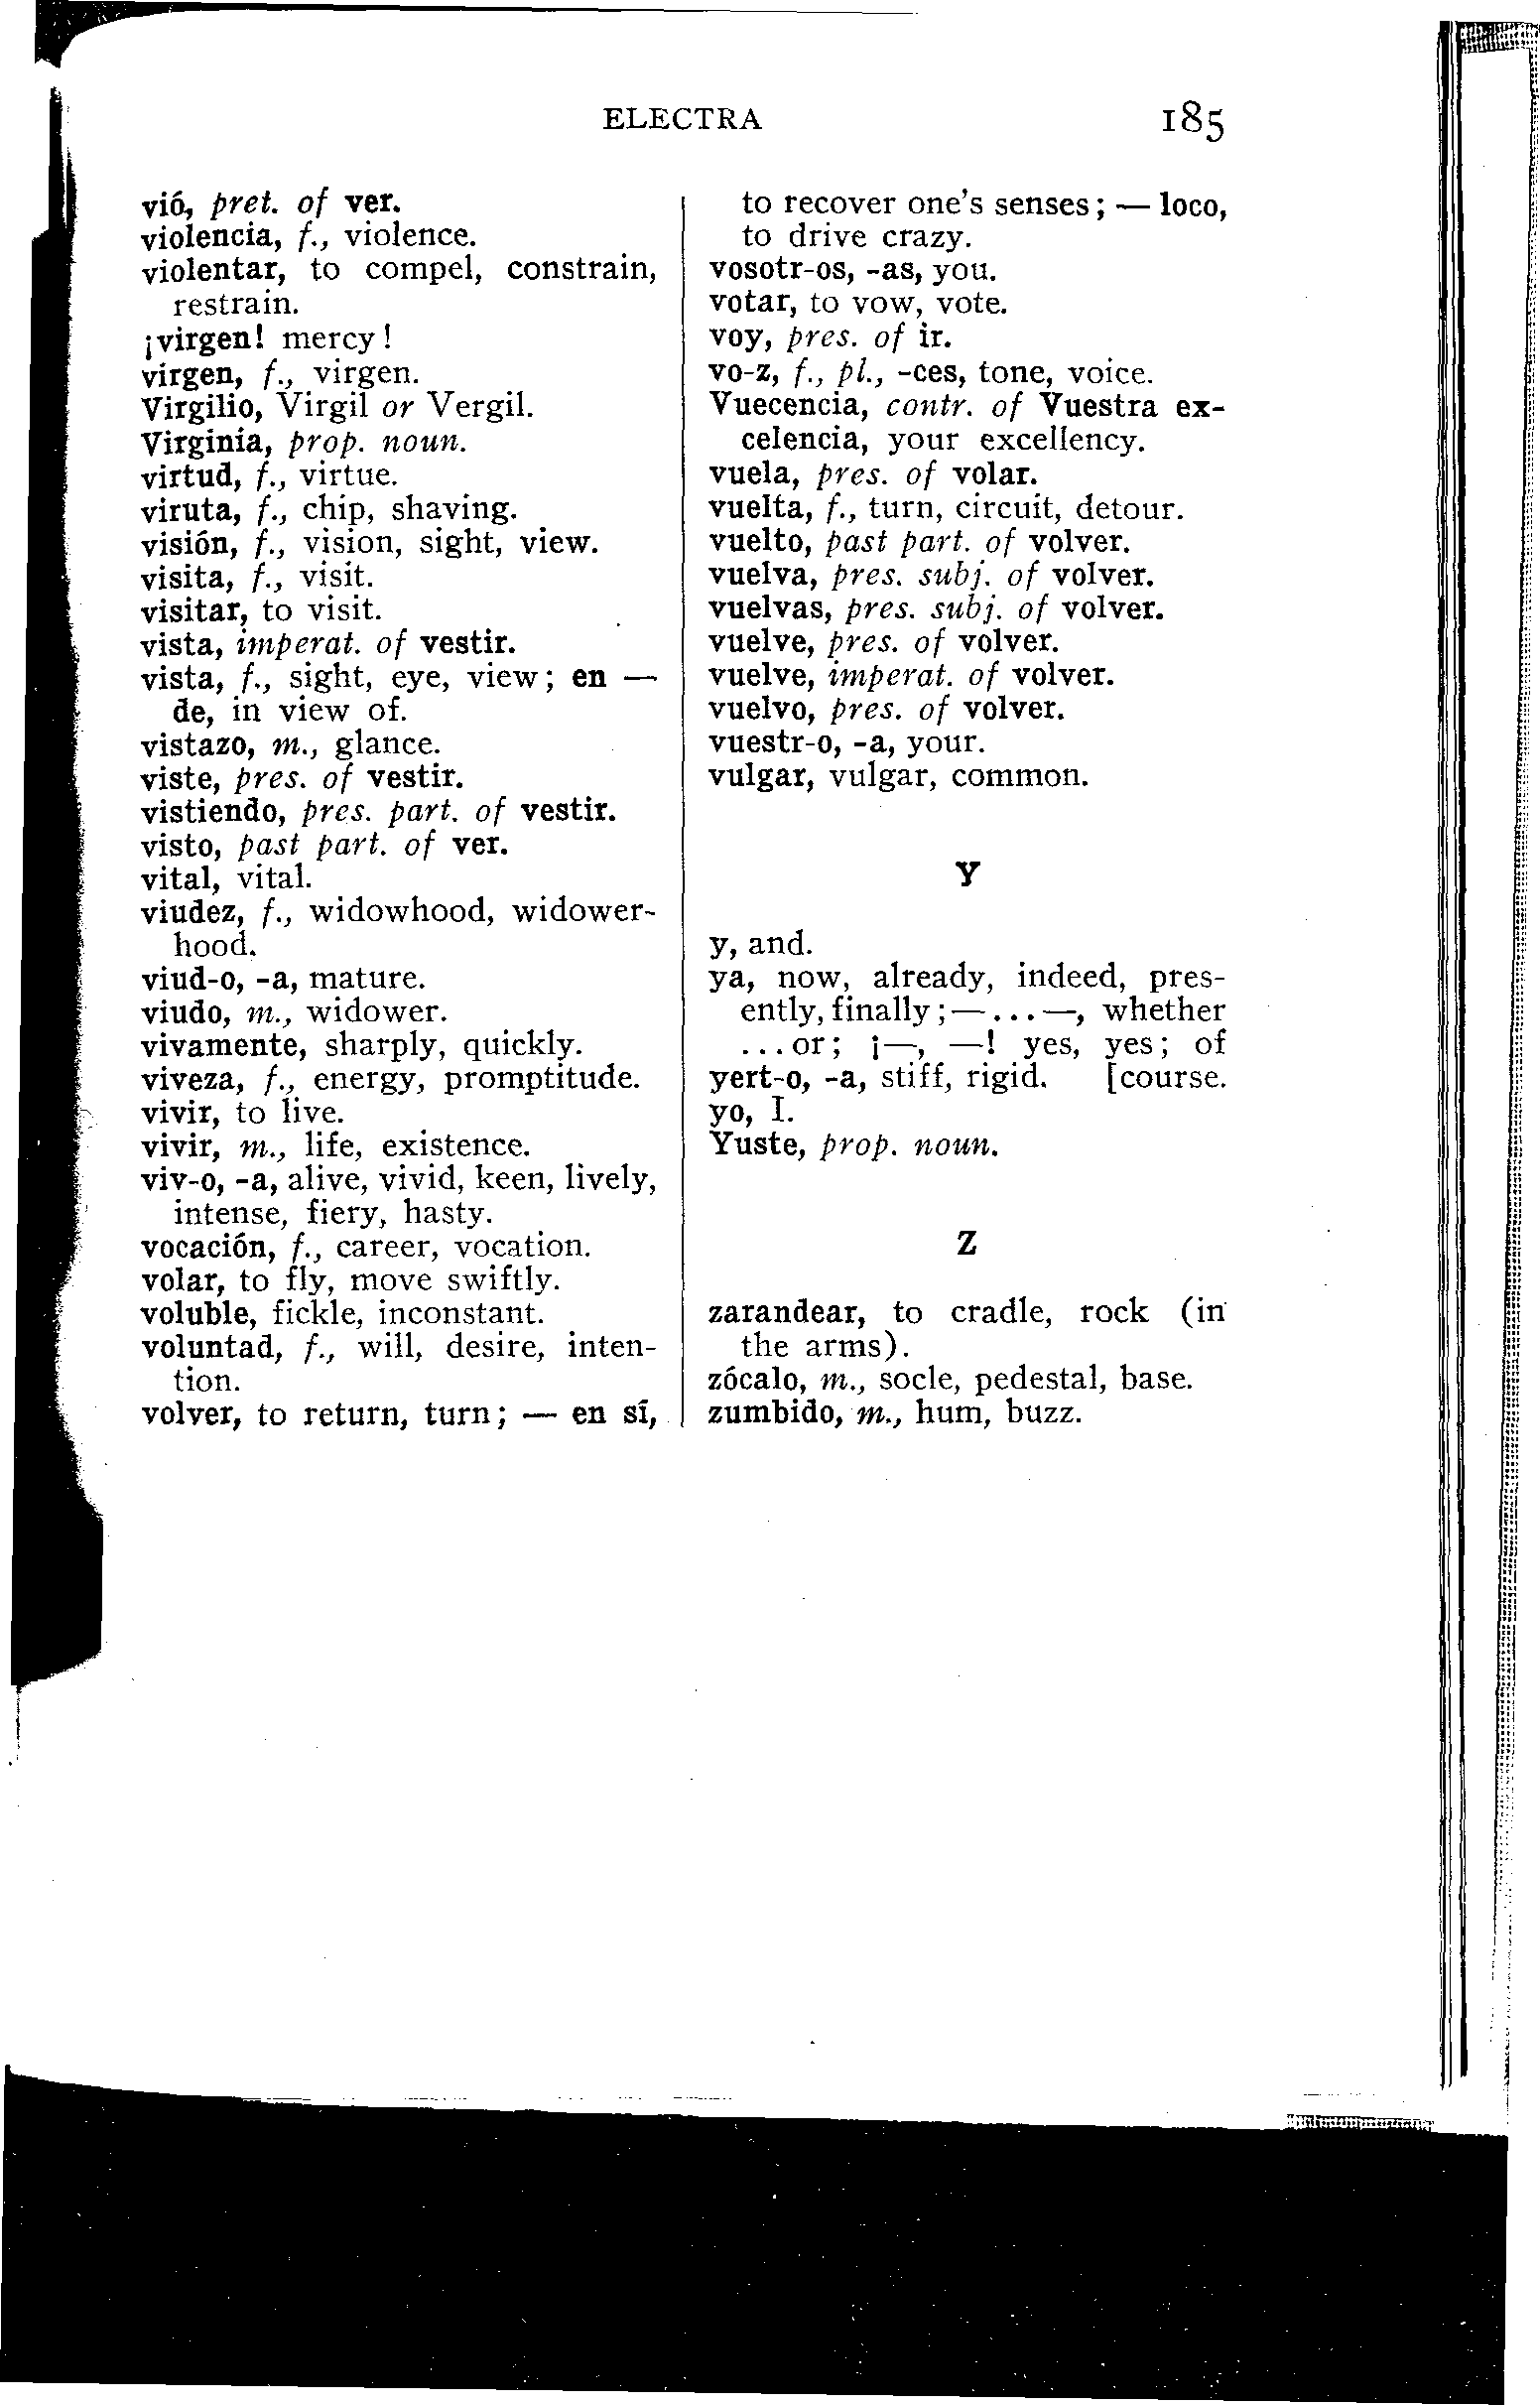 ELECTRA 185
vió, pret. of ver.
violencia, f., violence.
violentar, to compel, constrain,
restrain.
¡virgen! mercy!
virgen, f., virgen.
Virgilio, Virgil or Vergil.
Virginia, prop. noun.
virtud, f., virtue.
viruta, f., chip, shaving.
visión, f., vision, sight, view.
visita, f., visit.
visitar, to visit.
vista, imperat. of vestir.
vista, f., sight, eye, view; en —
de, in view of.
vistazo, m., glance.
viste, pres. of vestir.
vistiendo, pres. part. of vestir.
visto, past part. of ver.
vital, vital.
viudez, f., widowhood, widower-
hood.
viud-o, -a, mature.
viudo, m., widower.
vivamente, sharply, quickly.
viveza, f., energy, promptitude.
vivir, to live.
vivir, m., life, existence.
viv-o, -a, alive, vivid, keen, lively,
intense, fiery, hasty.
vocación, f., career, vocation.
volar, to fly, move swiftly.
voluble, fickle, inconstant.
voluntad, f., will, desire, inten-
tion.
volver, to return, turn; — en sí,
to recover one's senses; — loco,
to drive crazy.
vosotr-os, -as, you.
votar, to vow, vote.
voy, pres. of ir.
vo-z, f., pl., -ces, tone, voice.
Vuecencia, contr. of Vuestra ex-
celencia, your excellency.
vuela, pres. of volar.
vuelta, f., turn, circuit, detour.
vuelto, past part. of volver.
vuelva, pres. subj. of volver.
vuelvas, pres. subj. of volver.
vuelve, pres. of volver.
vuelve, imperat. of volver.
vuelvo, pres. of volver.
vuestr-o, -a, your.
vulgar, vulgar, common.
Y
y, and.
ya, now, already, indeed, pres-
ently, finally; — ... —, whether
... or; ¡—, —! yes, yes; of
yert-o, -a, stiff, rigid. [course.
yo, I.
Yuste, prop. noun.
Z
zarandear, to cradle, rock (in
the arms).
zócalo, m., socle, pedestal, base.
zumbido, m., hum, buzz.